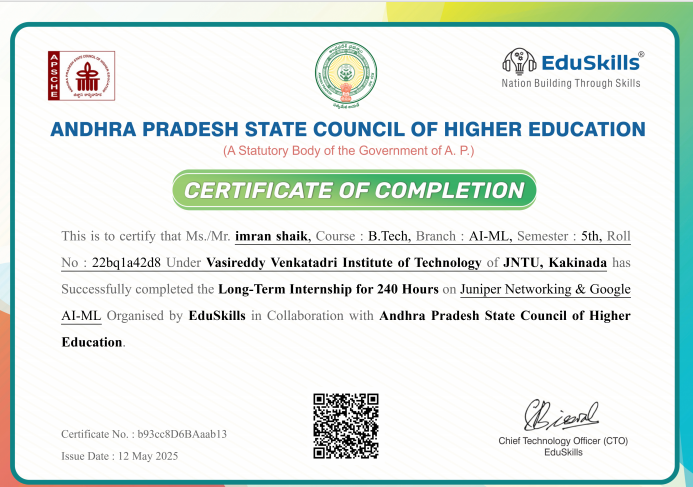 APSCHE
EduSkills®
Nation Building Through Skills
ANDHRA PRADESH STATE COUNCIL OF HIGHER EDUCATION
(A Statutory Body of the Government of A. P.)
CERTIFICATE OF COMPLETION
This is to certify that Ms./Mr. imran shaik, Course : B.Tech, Branch : AI-ML, Semester : 5th, Roll
No : 22bq1a42d8 Under Vasireddy Venkatadri Institute of Technology of JNTU, Kakinada has
Successfully completed the Long-Term Internship for 240 Hours on Juniper Networking & Google
AI-ML Organised by EduSkills in Collaboration with Andhra Pradesh State Council of Higher
Education.
Certificate No. : b93cc8D6BAaab13
Issue Date : 12 May 2025
Chief Technology Officer (CTO)
EduSkills